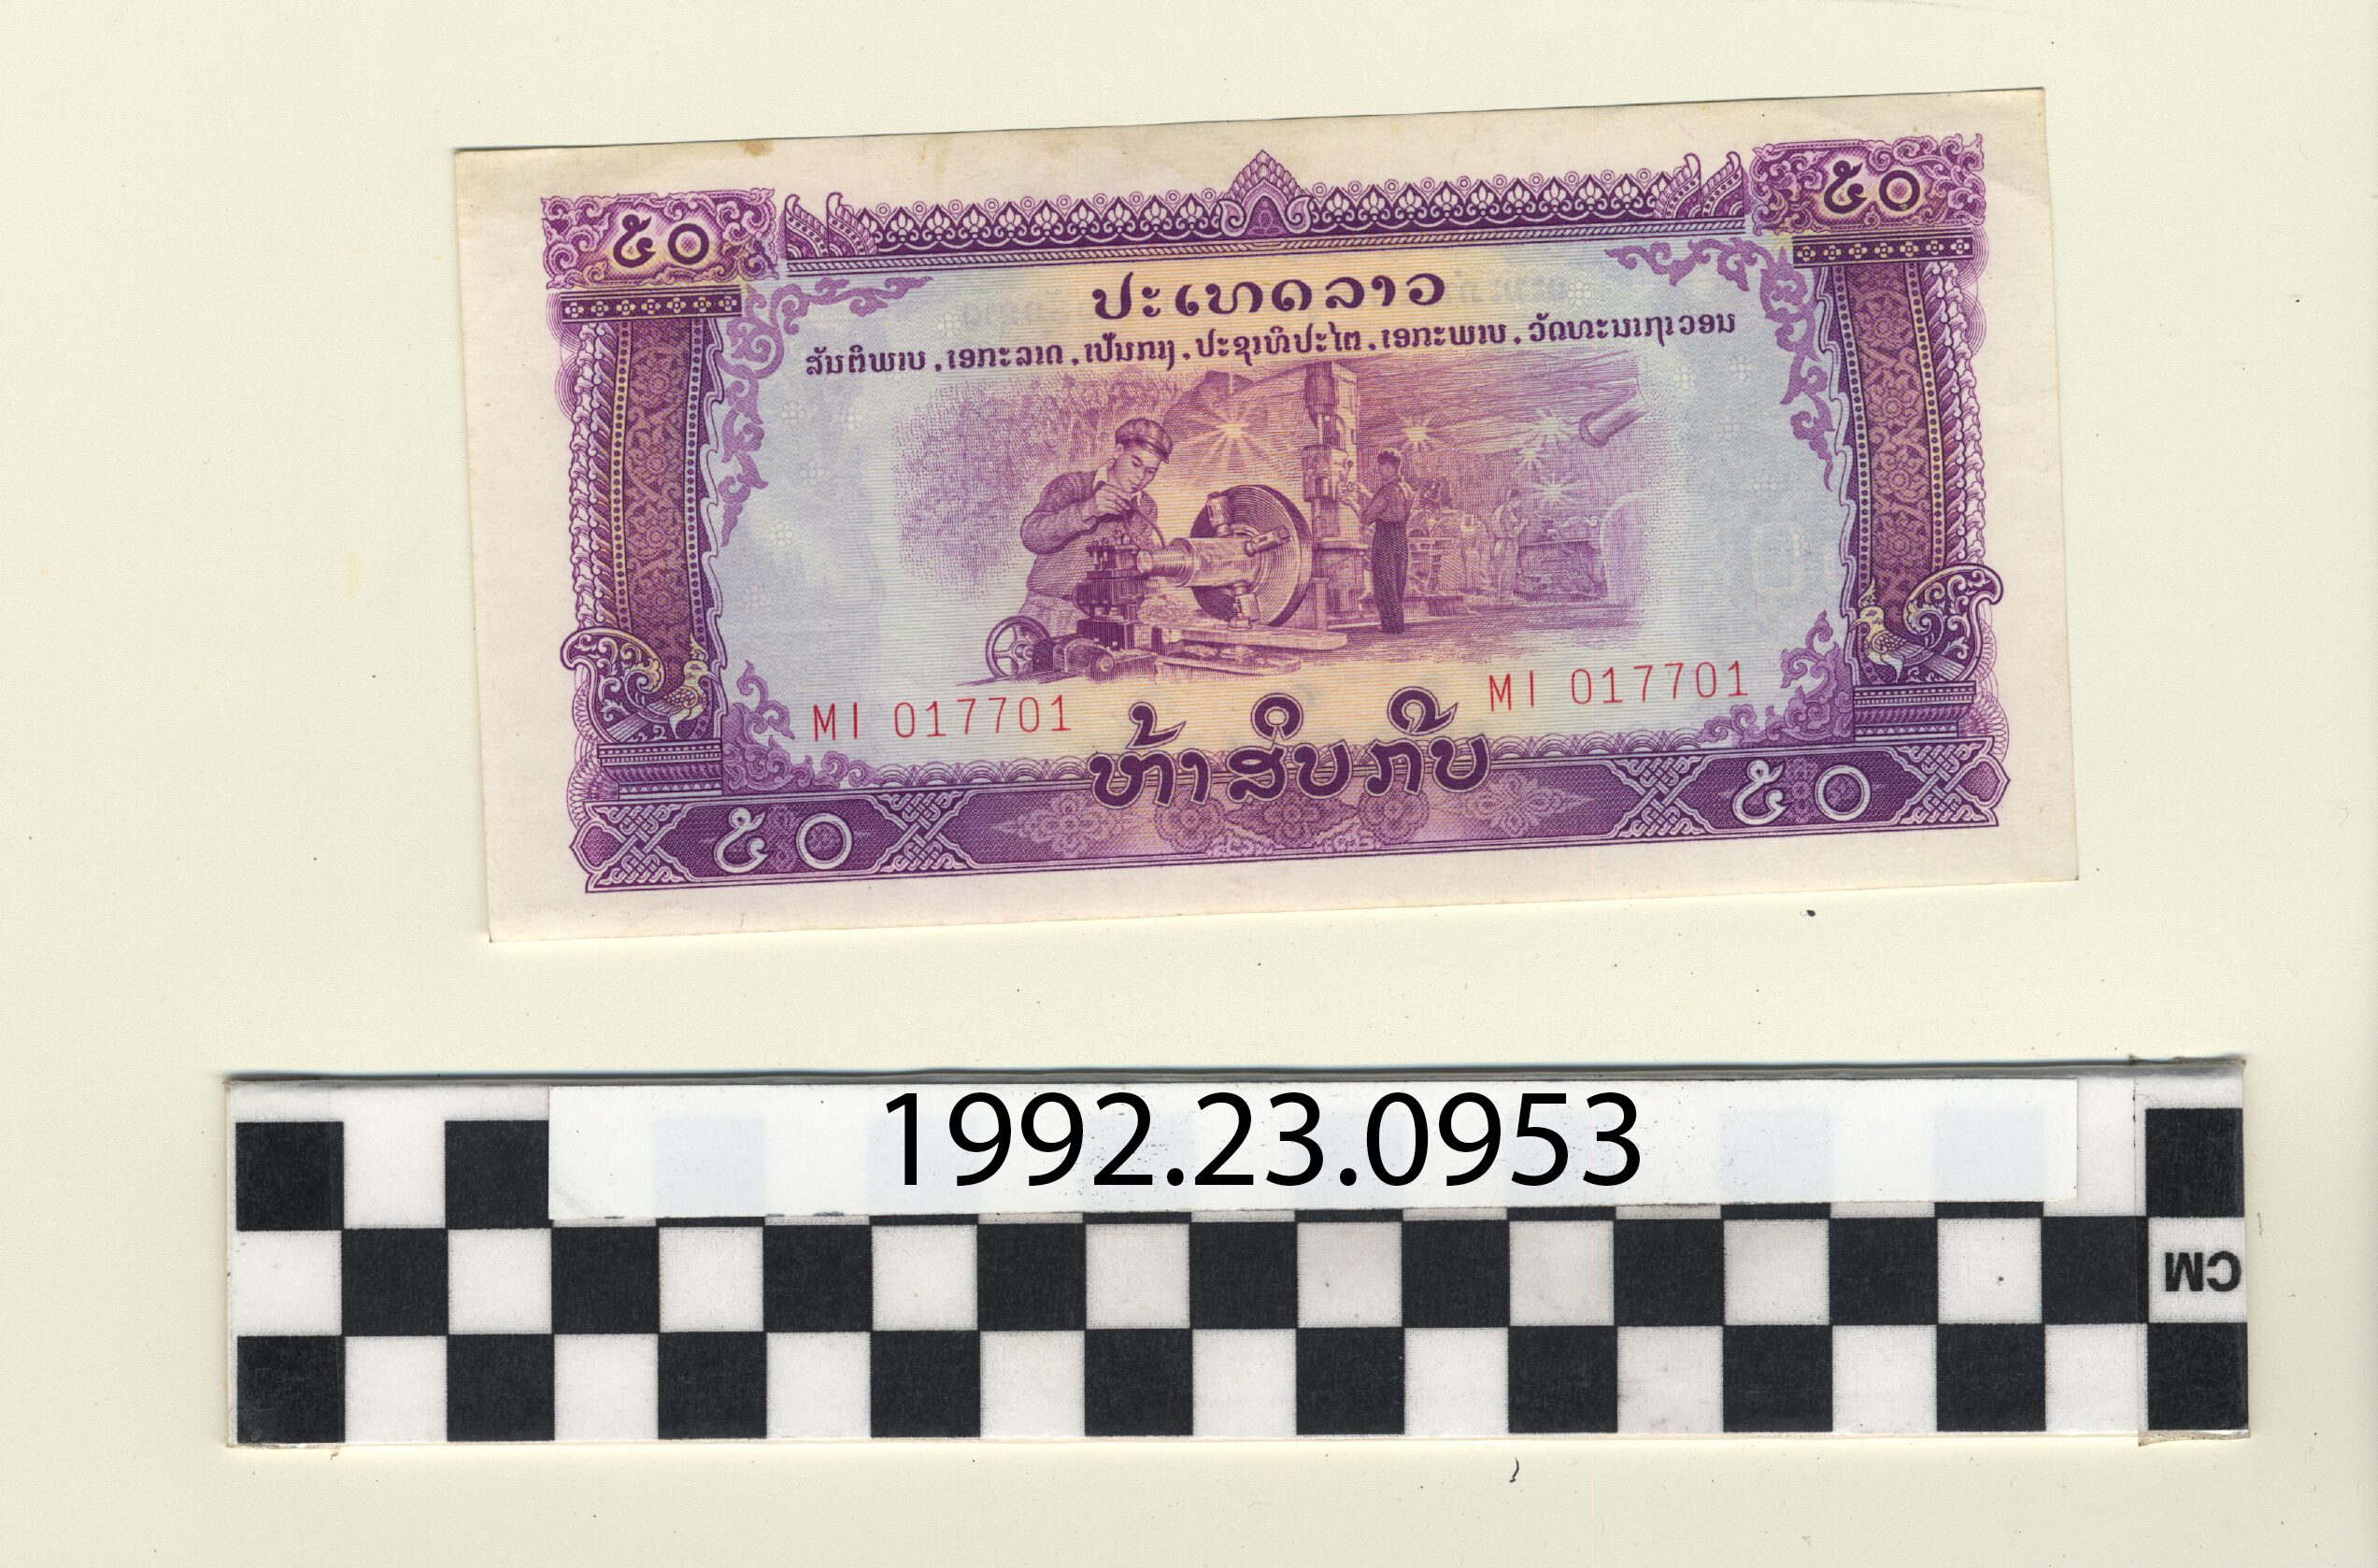 ໕໐ ໕໐
ປະເທດລາວ
ສັນຕິພາບ, ເອກະລາດ, ເປັນກາງ, ປະຊາທິປະໄຕ, ເອກະພາບ, ວັດທະນາຖາວອນ
MI 017701 MI 017701
ຫ້າສິບກີບ
໕໐ ໕໐
1992.23.0953
CM